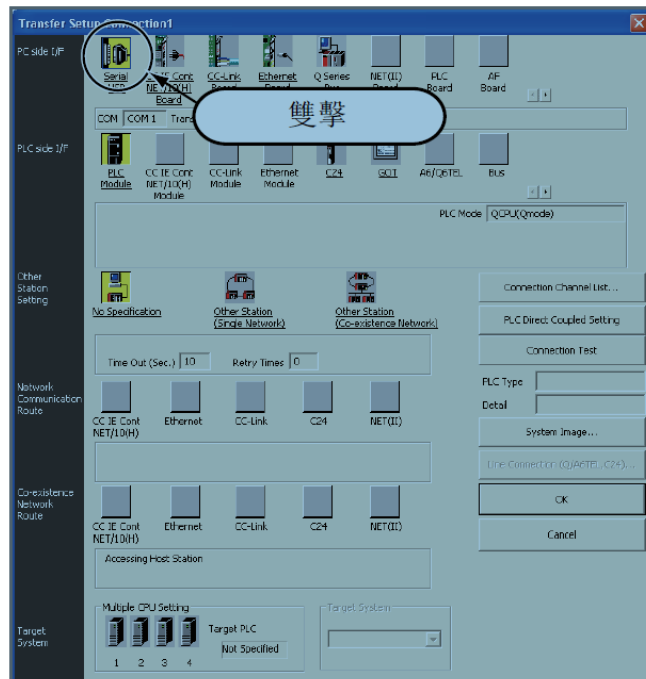 Transfer Setup Connection1
PC side I/F
Serial
USB
CC IE Cont
NET/10(H)
Board
CC-Link
Board
Ethernet
Board
Q Series
Bus
NET(II)
Board
PLC
Board
AF
Board
雙擊
COM
COM 1
PLC side I/F
PLC
Module
CC IE Cont
NET/10(H)
Module
CC-Link
Module
Ethernet
Module
C24
GOT
A6/Q6TEL
Bus
PLC Mode
QCPU(Qmode)
Other
Station
Setting
No Specification
Other Station
(Single Network)
Other Station
(Co-existence Network)
Time Out (Sec.)
10
Retry Times
0
Connection Channel List...
PLC Direct Coupled Setting
Connection Test
PLC Type
Detail
System Image...
Line Connection (Q/A6TEL,C24)...
OK
Cancel
Network
Communication
Route
CC IE Cont
NET/10(H)
Ethernet
CC-Link
C24
NET(II)
Co-existence
Network
Route
CC IE Cont
NET/10(H)
Ethernet
CC-Link
C24
NET(II)
Accessing Host Station
Target
System
Multiple CPU Setting
1 2 3 4
Target PLC
Not Specified
Target System